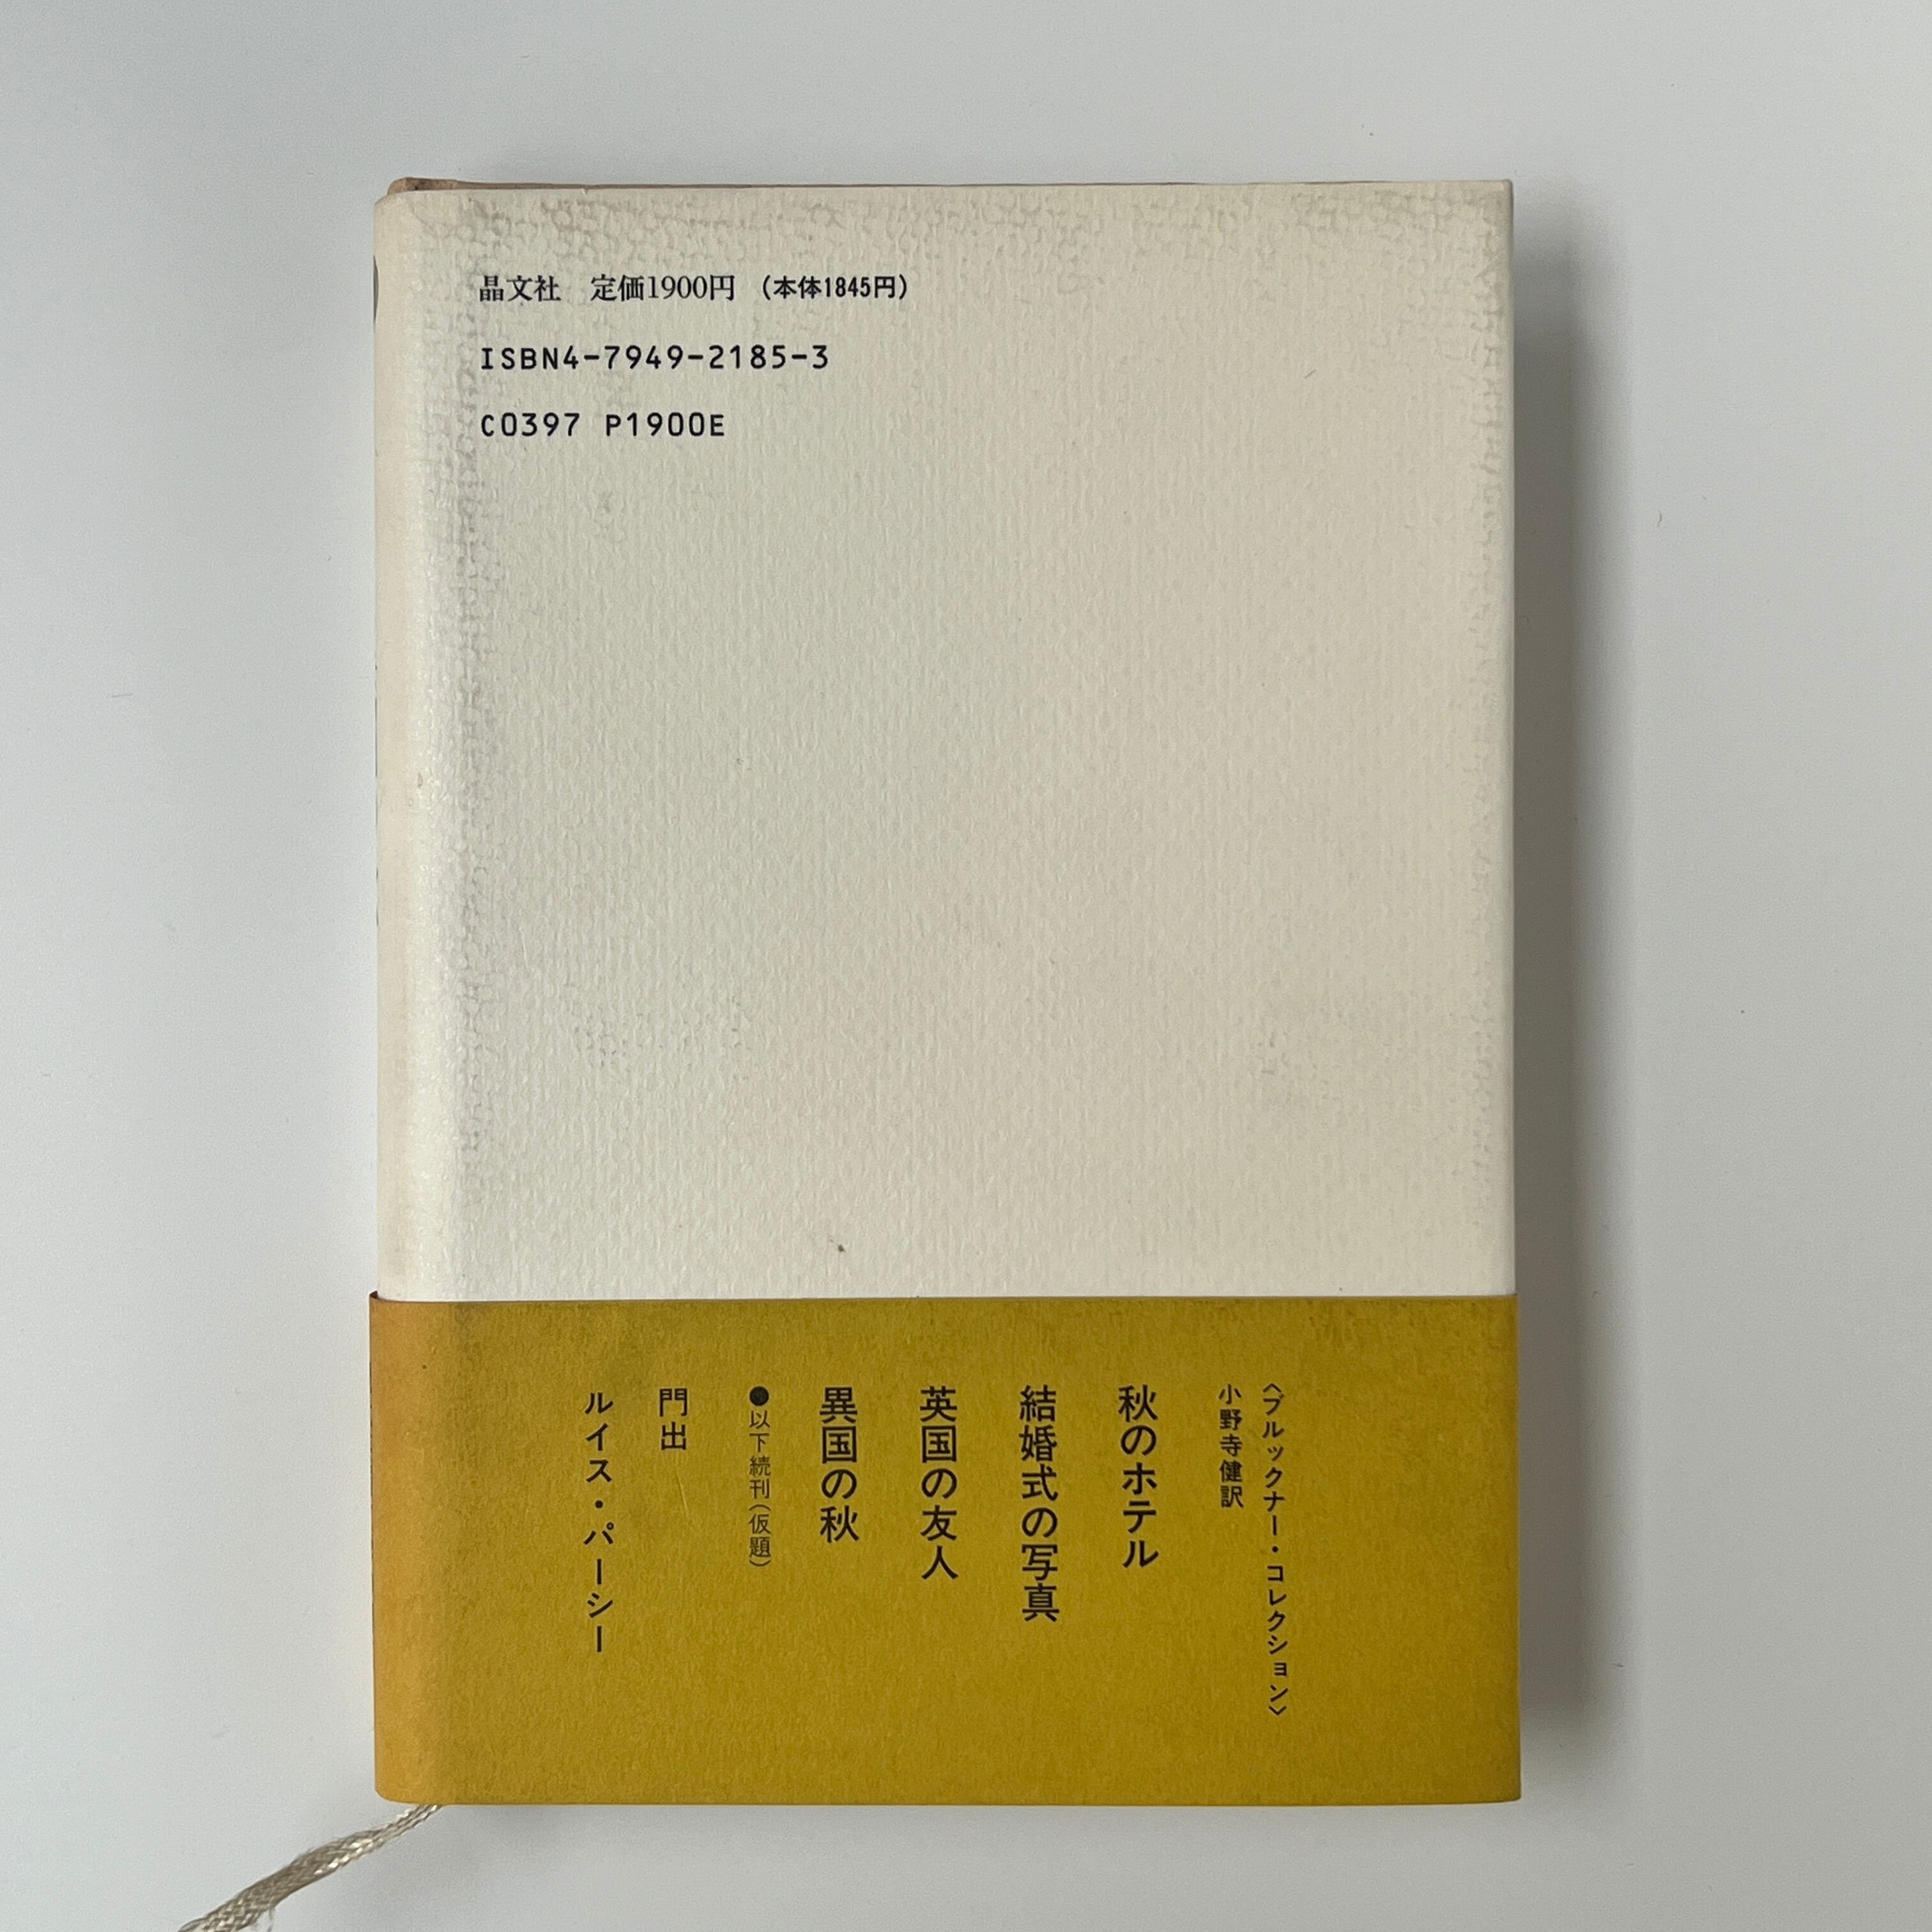 晶文社　定価1900円（本体1845円）
ISBN4-7949-2185-3
C0397 P1900E
〈ブルックナー・コレクション〉
小野寺健訳
秋のホテル
結婚式の写真
英国の友人
異国の秋
●以下続刊（仮題）
門出
ルイス・パーシー